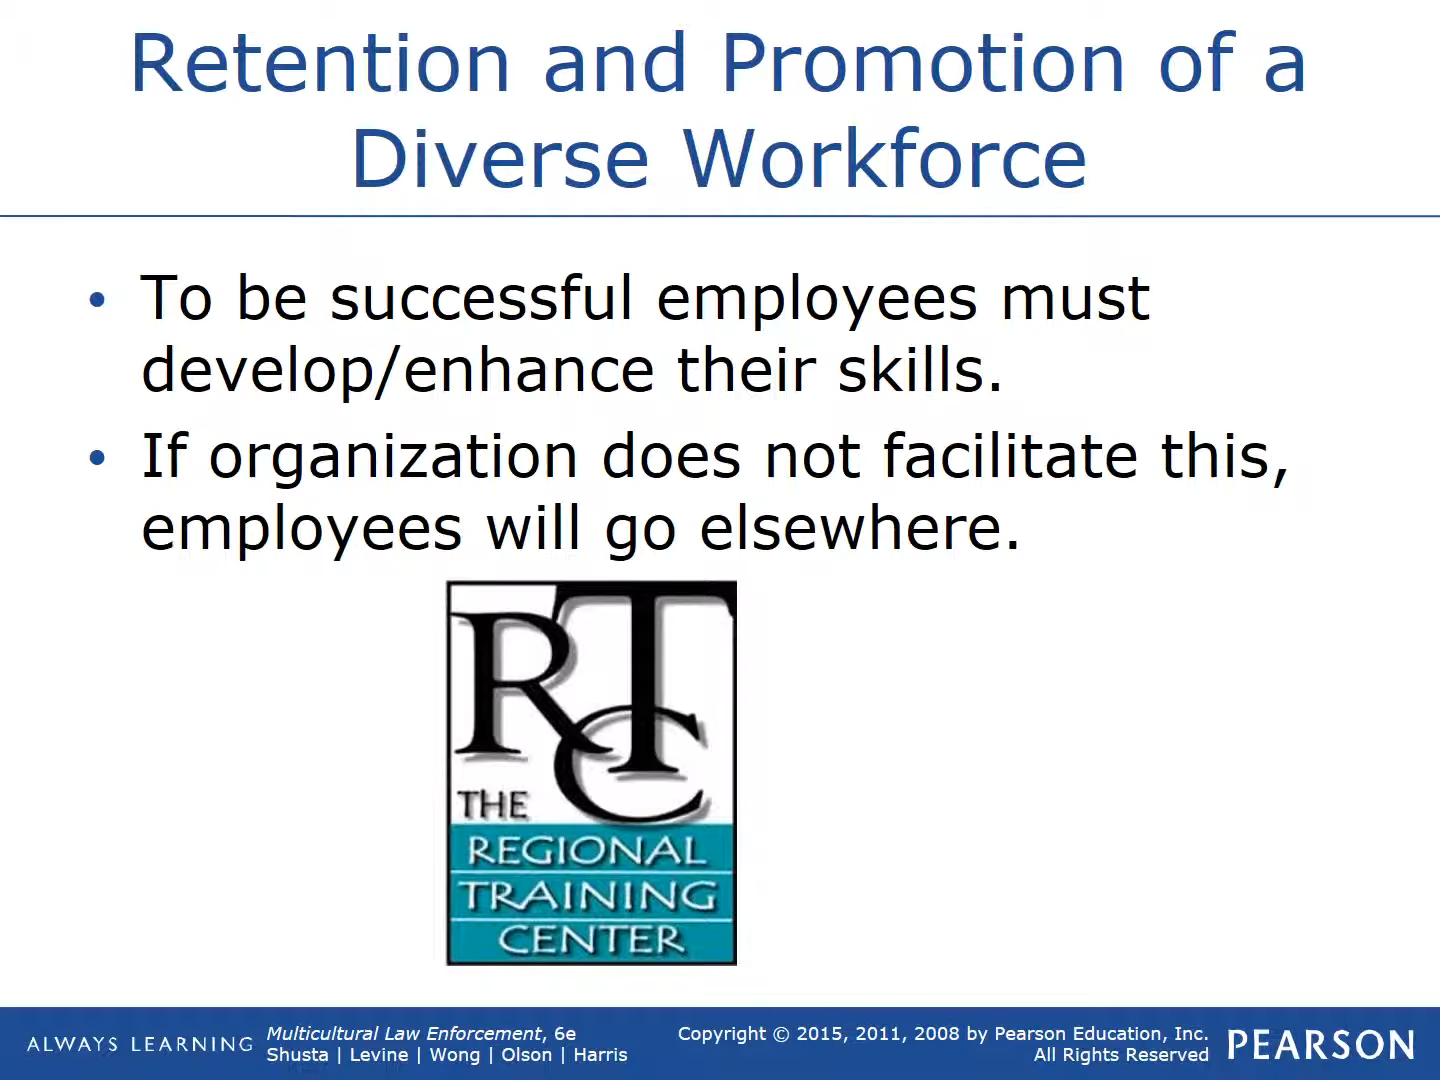 Retention and Promotion of a
Diverse Workforce
• To be successful employees must
develop/enhance their skills.
• If organization does not facilitate this,
employees will go elsewhere.
RTC
THE
REGIONAL
TRAINING
CENTER
ALWAYS LEARNING
Multicultural Law Enforcement, 6e
Shusta | Levine | Wong | Olson | Harris
Copyright © 2015, 2011, 2008 by Pearson Education, Inc.
All Rights Reserved
PEARSON